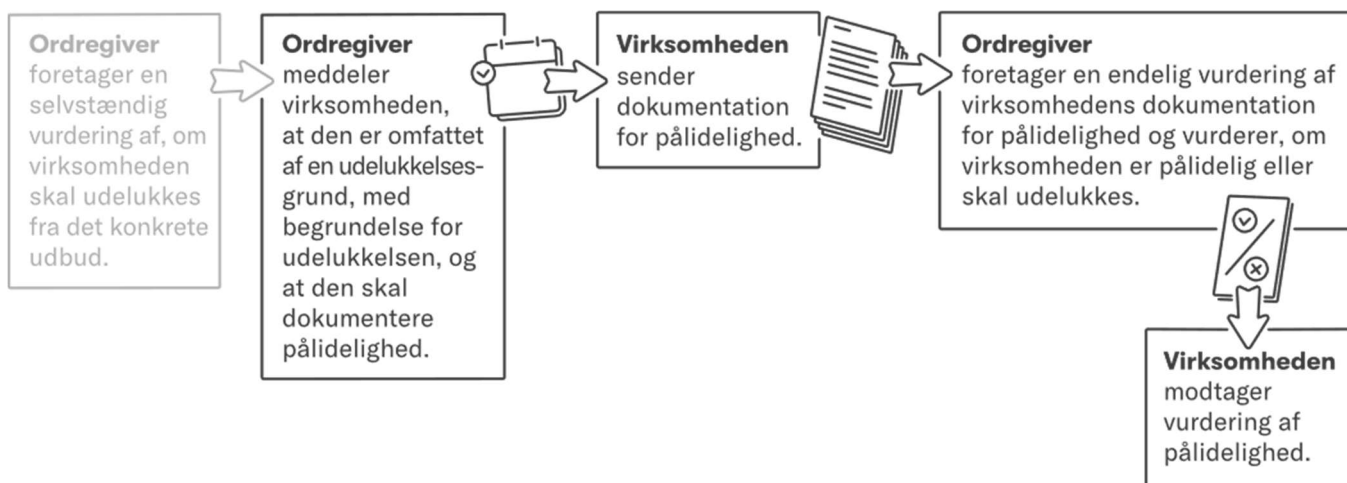 Ordregiver
foretager en
selvstændig
vurdering af, om
virksomheden
skal udelukkes
fra det konkrete
udbud.
Ordregiver
meddeler
virksomheden,
at den er omfattet
af en udelukkelses-
grund, med
begrundelse for
udelukkelsen, og
at den skal
dokumentere
pålidelighed.
Virksomheden
sender
dokumentation
for pålidelighed.
Ordregiver
foretager en endelig vurdering af
virksomhedens dokumentation
for pålidelighed og vurderer, om
virksomheden er pålidelig eller
skal udelukkes.
Virksomheden
modtager
vurdering af
pålidelighed.